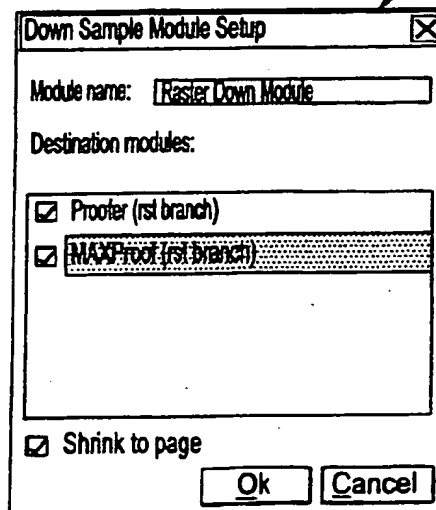 Down Sample Module Setup
Module name: Raster Down Module
Destination modules:
Proofer (rst branch)
MAXProof (rst branch)
Shrink to page
Ok Cancel